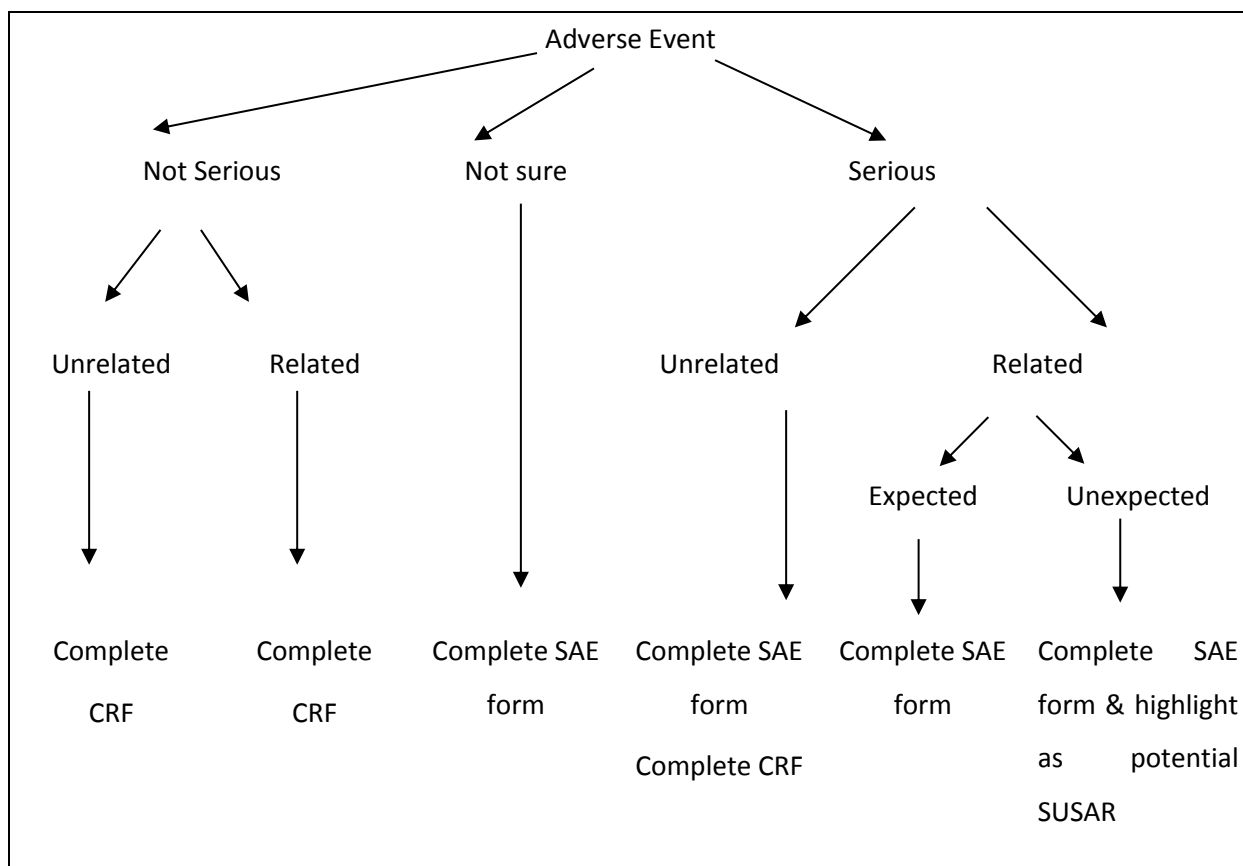 Adverse Event
Not Serious
Not sure
Serious
Unrelated
Related
Unrelated
Related
Expected
Unexpected
Complete
CRF
Complete
CRF
Complete SAE
form
Complete SAE
form
Complete CRF
Complete SAE
form
Complete SAE
form & highlight
as potential
SUSAR